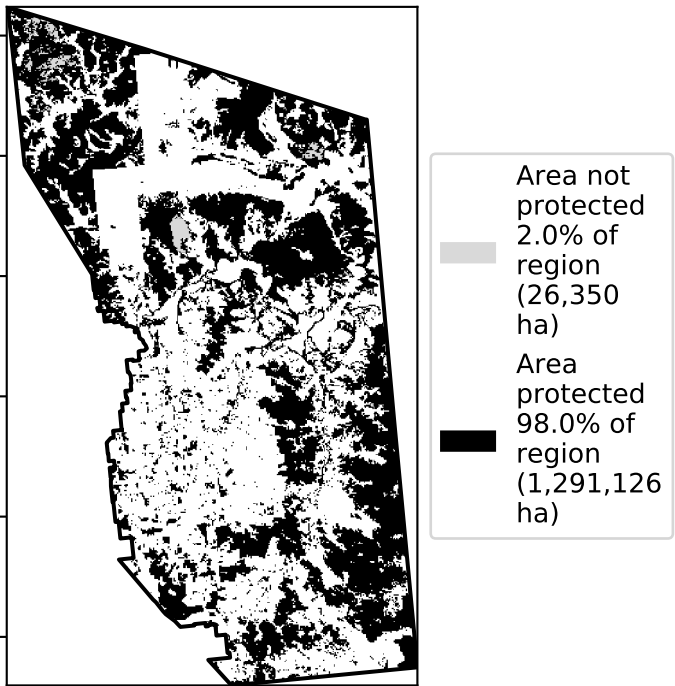 Area not
protected
2.0% of
region
(26,350
ha)
Area
protected
98.0% of
region
(1,291,126
ha)